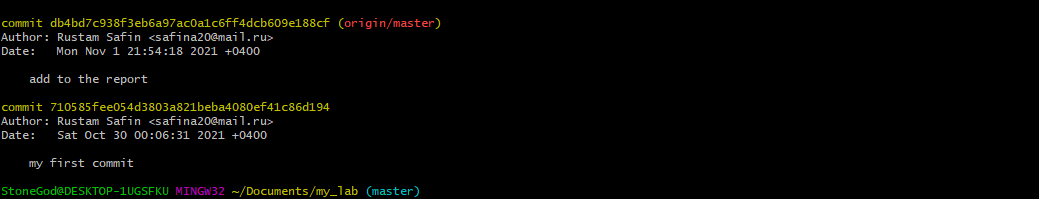 commit db4bd7c938f3eb6a97ac0a1c6ff4dcb609e188cf (origin/master)
Author: Rustam Safin <safina20@mail.ru>
Date:   Mon Nov 1 21:54:18 2021 +0400
    add to the report
commit 710585fee054d3803a821beba4080ef41c86d194
Author: Rustam Safin <safina20@mail.ru>
Date:   Sat Oct 30 00:06:31 2021 +0400
    my first commit
StoneGod@DESKTOP-1UGSFKU MINGW32 ~/Documents/my_lab (master)